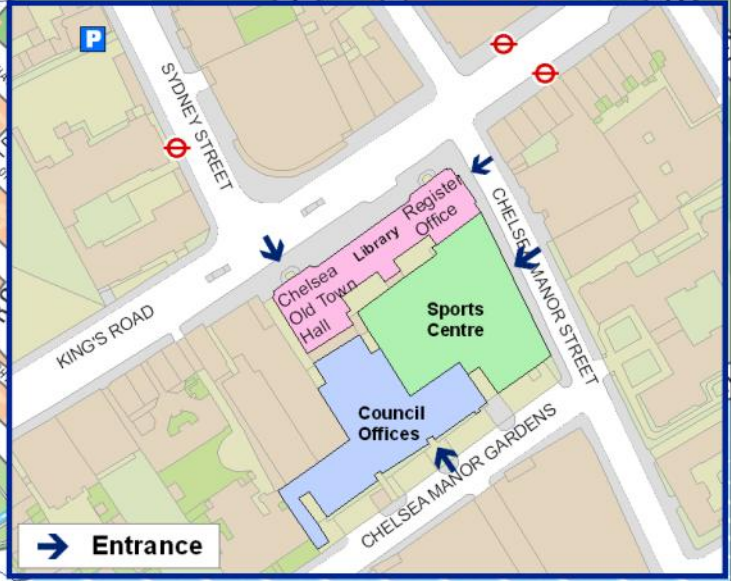 P
SYDNEY STREET
KING'S ROAD
Chelsea
Old Town
Hall
Library
Register
Office
CHELSEA MANOR STREET
Sports
Centre
Council
Offices
CHELSEA MANOR GARDENS
Entrance